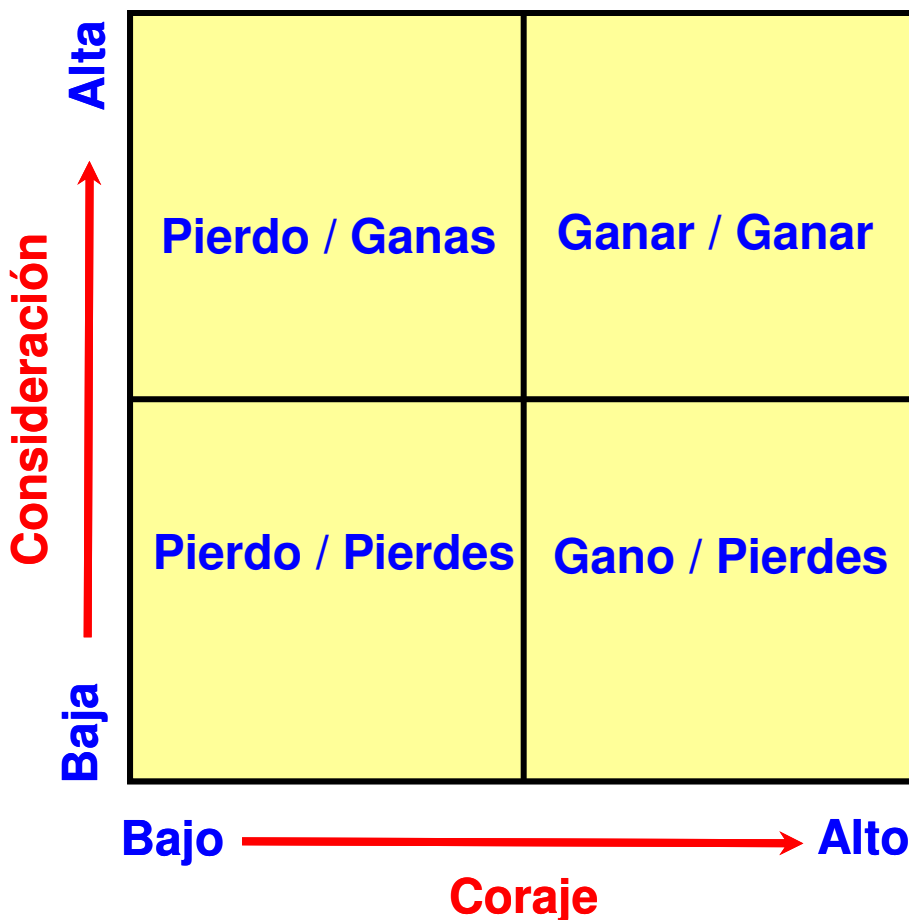 Alta
Pierdo / Ganas
Ganar / Ganar
Consideración
Pierdo / Pierdes
Gano / Pierdes
Baja
Bajo
Alto
Coraje